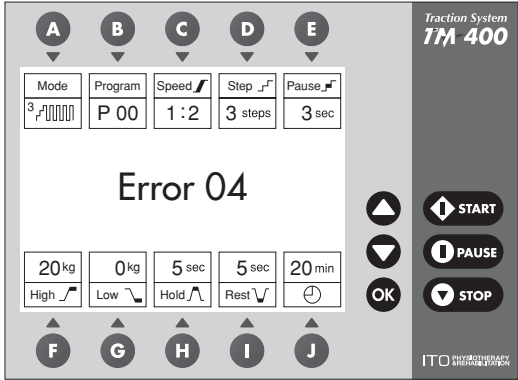 A B C D E
Traction System
TM-400
Mode Program Speed Step Pause
3 P 00 1:2 3 steps 3 sec
Error 04
START
PAUSE
OK STOP
20 kg 0 kg 5 sec 5 sec 20 min
High Low Hold Rest
F G H I J
ITO PHYSIOTHERAPY
&REHABILITATION